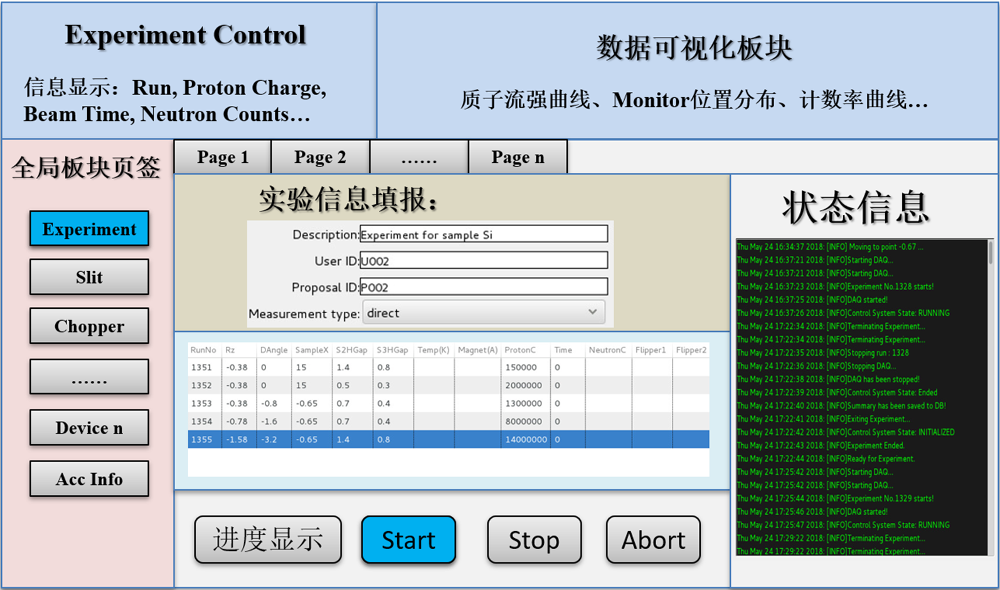 Experiment Control
信息显示：Run, Proton Charge,
Beam Time, Neutron Counts…
数据可视化板块
质子流强曲线、Monitor位置分布、计数率曲线…
全局板块页签
Experiment
Slit
Chopper
……
Device n
Acc Info
Page 1 Page 2 …… Page n
实验信息填报：
Description: Experiment for sample Si
User ID: U002
Proposal ID: P002
Measurement type: direct
RunNo Rz DAngle SampleX S2HGap S3HGap Temp(K) Magnet(A) ProtonC Time NeutronC Flipper1 Flipper2
1351 -0.38 0 15 1.4 0.8 150000 0
1352 -0.38 0 15 0.5 0.3 2000000 0
1353 -0.38 -0.8 -0.65 0.7 0.4 1300000 0
1354 -0.78 -1.6 -0.65 0.7 0.4 8000000 0
1355 -1.58 -3.2 -0.65 1.4 0.8 14000000 0
进度显示 Start Stop Abort
状态信息
Thu May 24 16:34:37 2018: [INFO] Moving to point -0.67 ...
Thu May 24 16:37:21 2018: [INFO]Starting DAQ...
Thu May 24 16:37:21 2018: [INFO]Starting DAQ...
Thu May 24 16:37:23 2018: [INFO]Experiment No.1328 starts!
Thu May 24 16:37:25 2018: [INFO]DAQ started!
Thu May 24 16:37:26 2018: [INFO]Control System State: RUNNING
Thu May 24 17:22:34 2018: [INFO]Terminating Experiment...
Thu May 24 17:22:34 2018: [INFO]Terminating Experiment...
Thu May 24 17:22:35 2018: [INFO]Stopping run : 1328
Thu May 24 17:22:36 2018: [INFO]Stopping DAQ...
Thu May 24 17:22:38 2018: [INFO]DAQ has been stopped!
Thu May 24 17:22:39 2018: [INFO]Control System State: Ended
Thu May 24 17:22:40 2018: [INFO]Summary has been saved to DB!
Thu May 24 17:22:41 2018: [INFO]Exiting Experiment...
Thu May 24 17:22:42 2018: [INFO]Control System State: INITIALIZED
Thu May 24 17:22:43 2018: [INFO]Experiment Ended.
Thu May 24 17:22:44 2018: [INFO]Ready for Experiment.
Thu May 24 17:25:42 2018: [INFO]Starting DAQ...
Thu May 24 17:25:42 2018: [INFO]Starting DAQ...
Thu May 24 17:25:44 2018: [INFO]Experiment No.1329 starts!
Thu May 24 17:25:46 2018: [INFO]DAQ started!
Thu May 24 17:25:47 2018: [INFO]Control System State: RUNNING
Thu May 24 17:29:22 2018: [INFO]Terminating Experiment...
Thu May 24 17:29:22 2018: [INFO]Terminating Experiment...